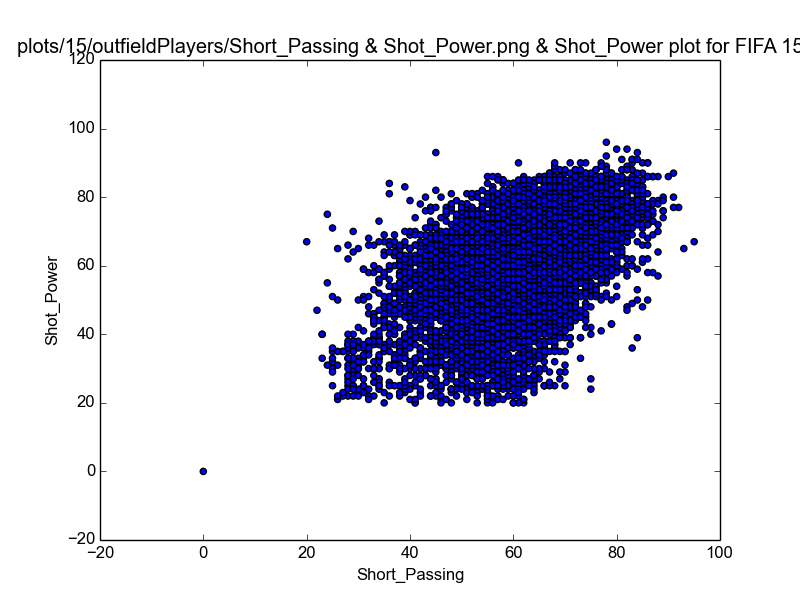 plots/15/outfieldPlayers/Short_Passing & Shot_Power.png & Shot_Power plot for FIFA 15
120
100
80
60
40
20
0
−20
Shot_Power
−20 0 20 40 60 80 100
Short_Passing